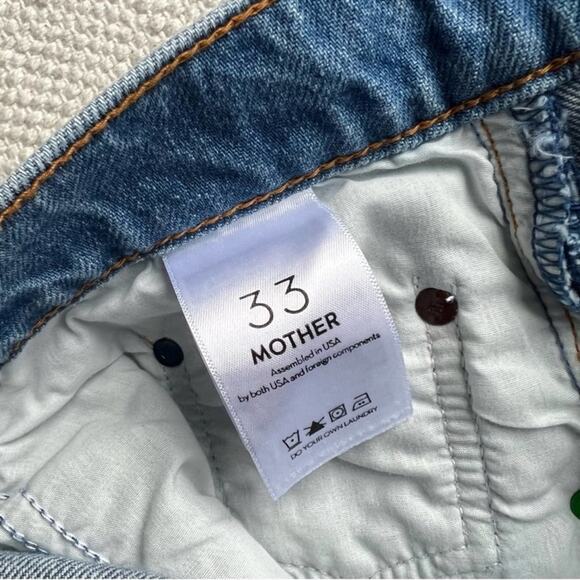 33
MOTHER
Assembled in USA
by both USA and foreign components
DO YOUR OWN LAUNDRY